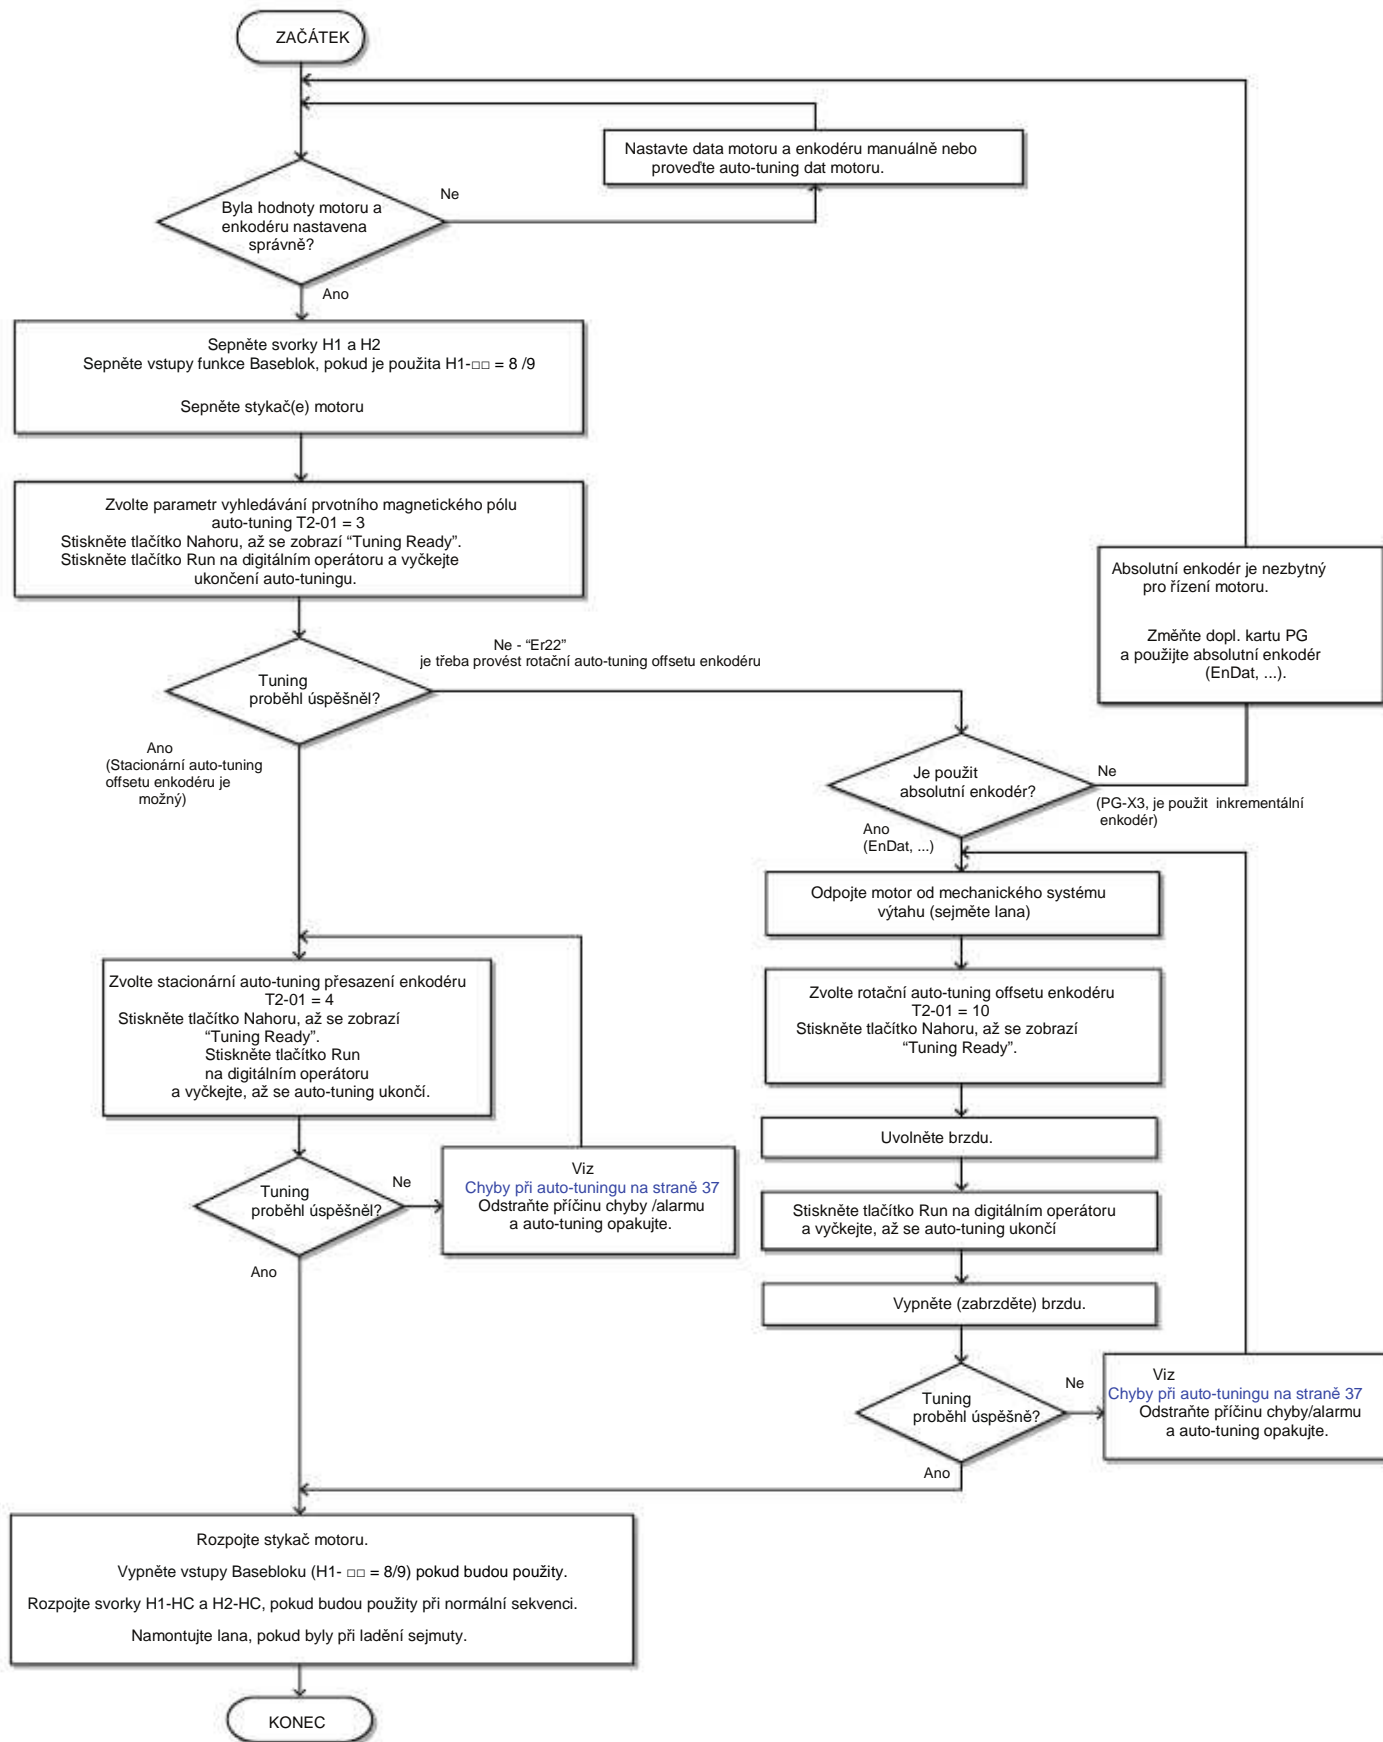 ZAČÁTEK
Nastavte data motoru a enkodéru manuálně nebo
proveďte auto-tuning dat motoru.
Ne
Byla hodnoty motoru a
enkodéru nastavena
správně?
Ano
Sepněte svorky H1 a H2
Sepněte vstupy funkce Baseblok, pokud je použita H1-□□ = 8 /9
Sepněte stykač(e) motoru
Zvolte parametr vyhledávání prvotního magnetického pólu
auto-tuning T2-01 = 3
Stiskněte tlačítko Nahoru, až se zobrazí “Tuning Ready”.
Stiskněte tlačítko Run na digitálním operátoru a vyčkejte
ukončení auto-tuningu.
Absolutní enkodér je nezbytný
pro řízení motoru.
Změňte dopl. kartu PG
a použijte absolutní enkodér
(EnDat, ...).
Ne - “Er22”
je třeba provést rotační auto-tuning offsetu enkodéru
Tuning
proběhl úspěšněl?
Ano
(Stacionární auto-tuning
offsetu enkodéru je
možný)
Je použit
absolutní enkodér?
Ne
(PG-X3, je použit inkrementální
enkodér)
Ano
(EnDat, ...)
Odpojte motor od mechanického systému
výtahu (sejměte lana)
Zvolte stacionární auto-tuning přesazení enkodéru
T2-01 = 4
Stiskněte tlačítko Nahoru, až se zobrazí
“Tuning Ready”.
Stiskněte tlačítko Run
na digitálním operátoru
a vyčkejte, až se auto-tuning ukončí.
Zvolte rotační auto-tuning offsetu enkodéru
T2-01 = 10
Stiskněte tlačítko Nahoru, až se zobrazí
“Tuning Ready”.
Uvolněte brzdu.
Tuning
proběhl úspěšněl?
Ne
Viz
Chyby při auto-tuningu na straně 37
Odstraňte příčinu chyby /alarmu
a auto-tuning opakujte.
Stiskněte tlačítko Run na digitálním operátoru
a vyčkejte, až se auto-tuning ukončí
Ano
Vypněte (zabrzděte) brzdu.
Tuning
proběhl úspěšně?
Ne
Viz
Chyby při auto-tuningu na straně 37
Odstraňte příčinu chyby/alarmu
a auto-tuning opakujte.
Ano
Rozpojte stykač motoru.
Vypněte vstupy Basebloku (H1- □□ = 8/9) pokud budou použity.
Rozpojte svorky H1-HC a H2-HC, pokud budou použity při normální sekvenci.
Namontujte lana, pokud byly při ladění sejmuty.
KONEC